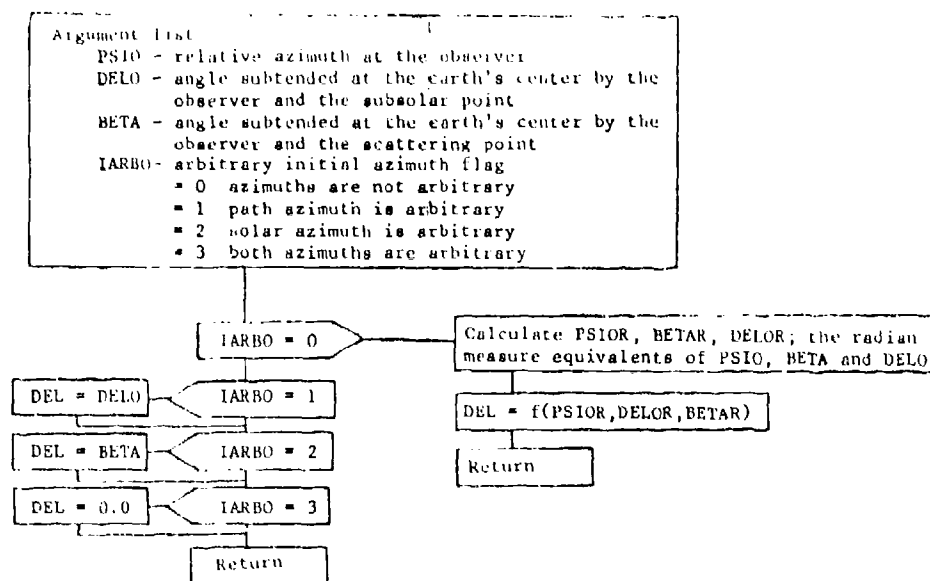 Argument list
PSIO - relative azimuth at the observer
DELO - angle subtended at the earth's center by the
observer and the subsolar point
BETA - angle subtended at the earth's center by the
observer and the scattering point
IARBO- arbitrary initial azimuth flag
= 0 azimuths are not arbitrary
= 1 path azimuth is arbitrary
= 2 solar azimuth is arbitrary
= 3 both azimuths are arbitrary
IARBO = 0
Calculate PSIOR, BETAR, DELOR; the radian
measure equivalents of PSIO, BETA and DELO
DEL = DELO
IARBO = 1
DEL = f(PSIOR,DELOR,BETAR)
DEL = BETA
IARBO = 2
Return
DEL = 0.0
IARBO = 3
Return